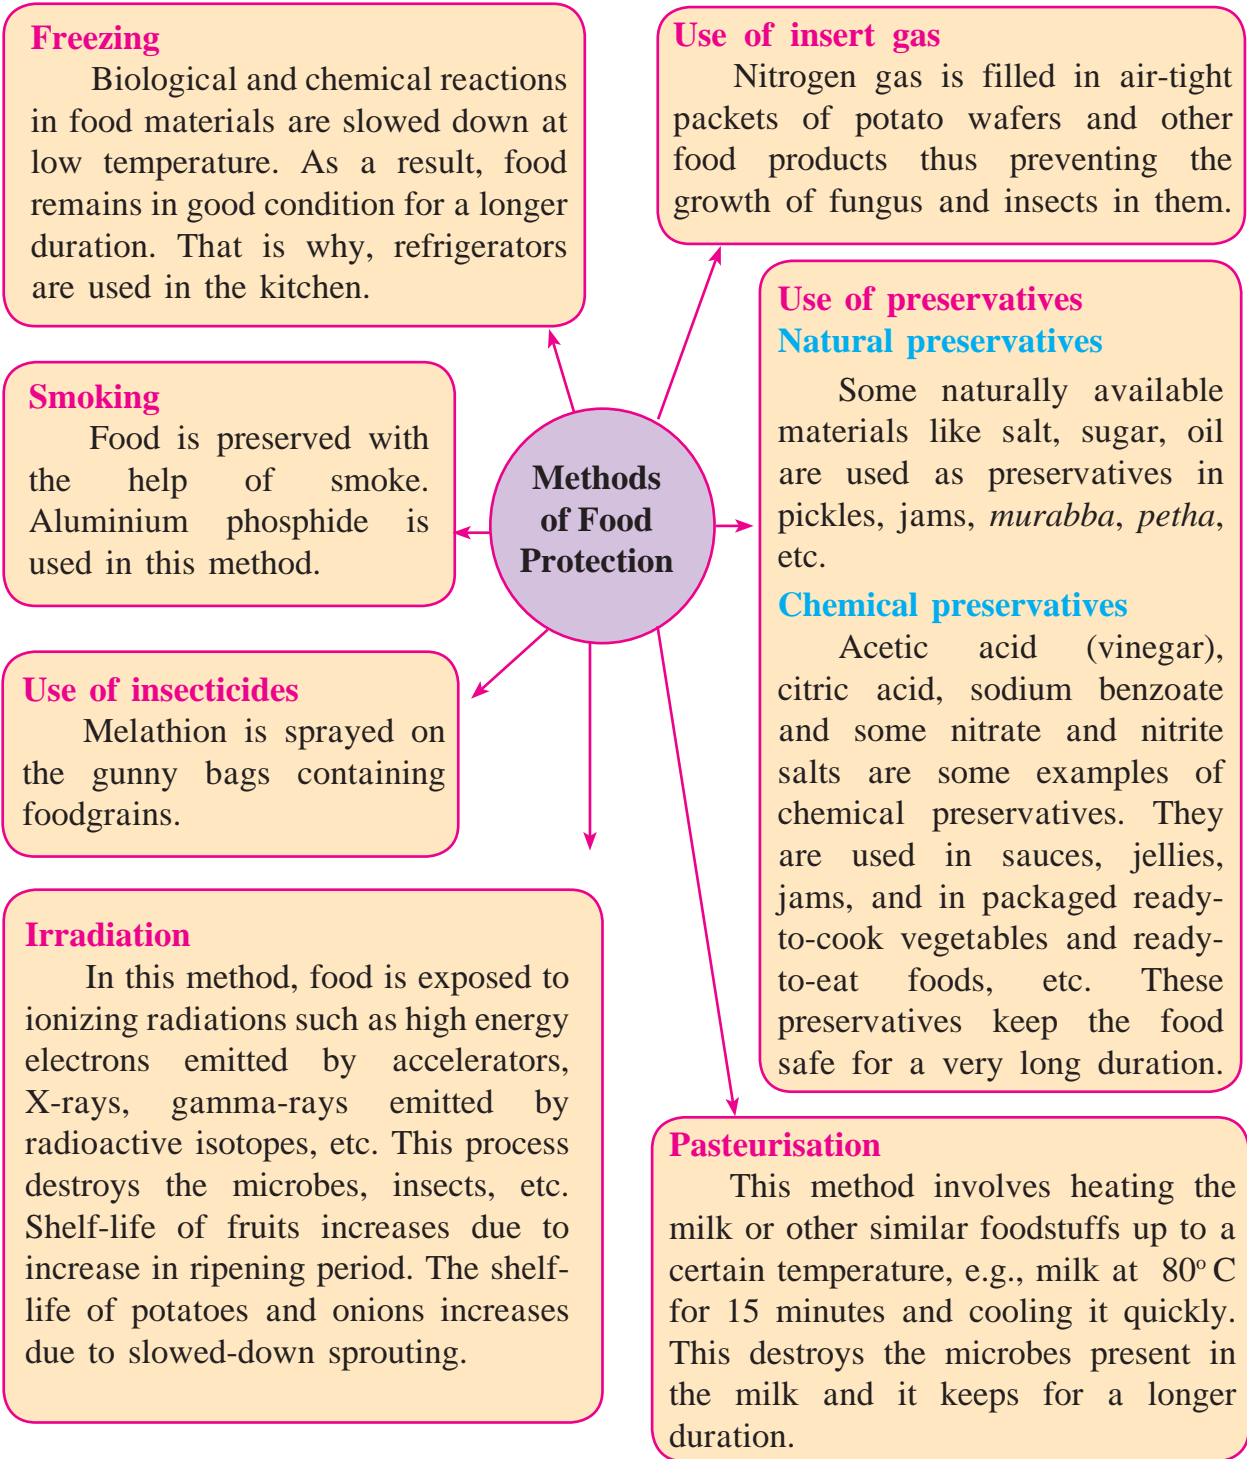 Freezing
Biological and chemical reactions
in food materials are slowed down at
low temperature. As a result, food
remains in good condition for a longer
duration. That is why, refrigerators
are used in the kitchen.
Use of insert gas
Nitrogen gas is filled in air-tight
packets of potato wafers and other
food products thus preventing the
growth of fungus and insects in them.
Smoking
Food is preserved with
the help of smoke.
Aluminium phosphide is
used in this method.
Methods
of Food
Protection
Use of preservatives
Natural preservatives
Some naturally available
materials like salt, sugar, oil
are used as preservatives in
pickles, jams, murabba, petha,
etc.
Chemical preservatives
Acetic acid (vinegar),
citric acid, sodium benzoate
and some nitrate and nitrite
salts are some examples of
chemical preservatives. They
are used in sauces, jellies,
jams, and in packaged ready-
to-cook vegetables and ready-
to-eat foods, etc. These
preservatives keep the food
safe for a very long duration.
Use of insecticides
Melathion is sprayed on
the gunny bags containing
foodgrains.
Irradiation
In this method, food is exposed to
ionizing radiations such as high energy
electrons emitted by accelerators,
X-rays, gamma-rays emitted by
radioactive isotopes, etc. This process
destroys the microbes, insects, etc.
Shelf-life of fruits increases due to
increase in ripening period. The shelf-
life of potatoes and onions increases
due to slowed-down sprouting.
Pasteurisation
This method involves heating the
milk or other similar foodstuffs up to a
certain temperature, e.g., milk at 80° C
for 15 minutes and cooling it quickly.
This destroys the microbes present in
the milk and it keeps for a longer
duration.